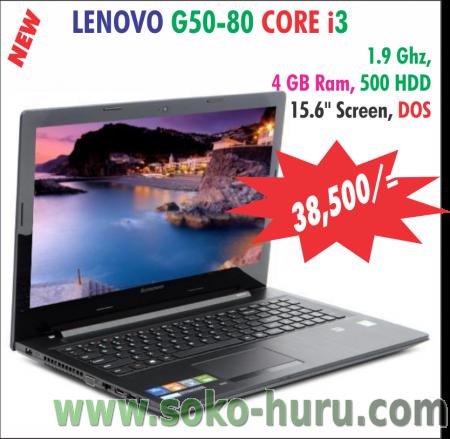 NEW
LENOVO G50-80 CORE i3
1.9 Ghz,
4 GB Ram, 500 HDD
15.6" Screen, DOS
38,500/=
Lenovo
www.soko-huru.com